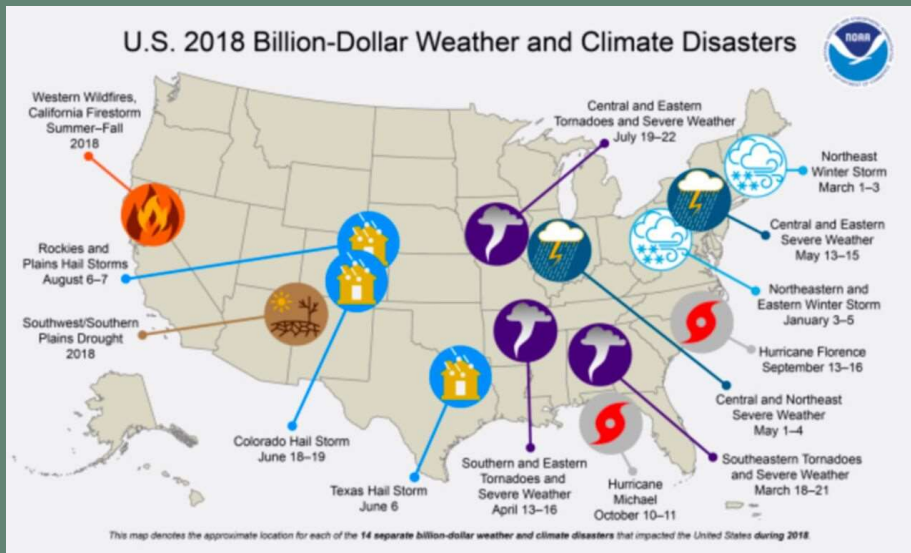 U.S. 2018 Billion-Dollar Weather and Climate Disasters
NOAA
Western Wildfires,
California Firestorm
Summer–Fall
2018
Central and Eastern
Tornadoes and Severe Weather
July 19–22
Northeast
Winter Storm
March 1–3
Rockies and
Plains Hail Storms
August 6–7
Central and Eastern
Severe Weather
May 13–15
Northeastern and
Eastern Winter Storm
January 3–5
Southwest/Southern
Plains Drought
2018
Hurricane Florence
September 13–16
Central and Northeast
Severe Weather
May 1–4
Colorado Hail Storm
June 18–19
Texas Hail Storm
June 6
Southern and Eastern
Tornadoes and
Severe Weather
April 13–16
Hurricane
Michael
October 10–11
Southeastern Tornadoes
and Severe Weather
March 18–21
This map denotes the approximate location for each of the 14 separate billion-dollar weather and climate disasters that impacted the United States during 2018.